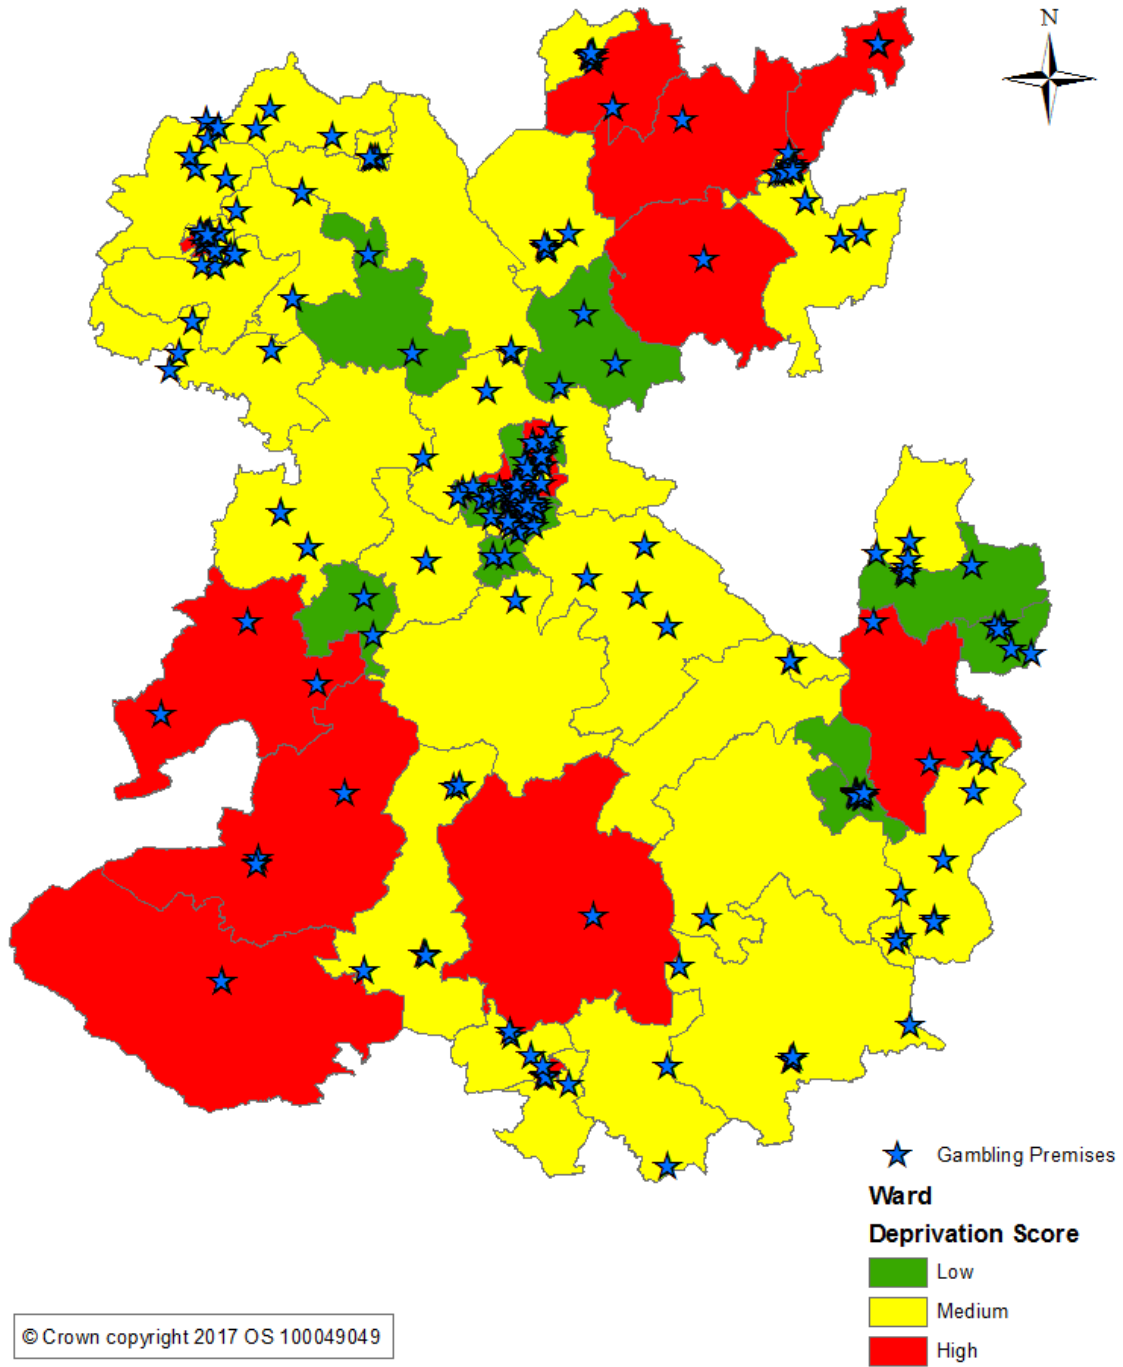 N
Gambling Premises
Ward
Deprivation Score
Low
Medium
High
© Crown copyright 2017 OS 100049049